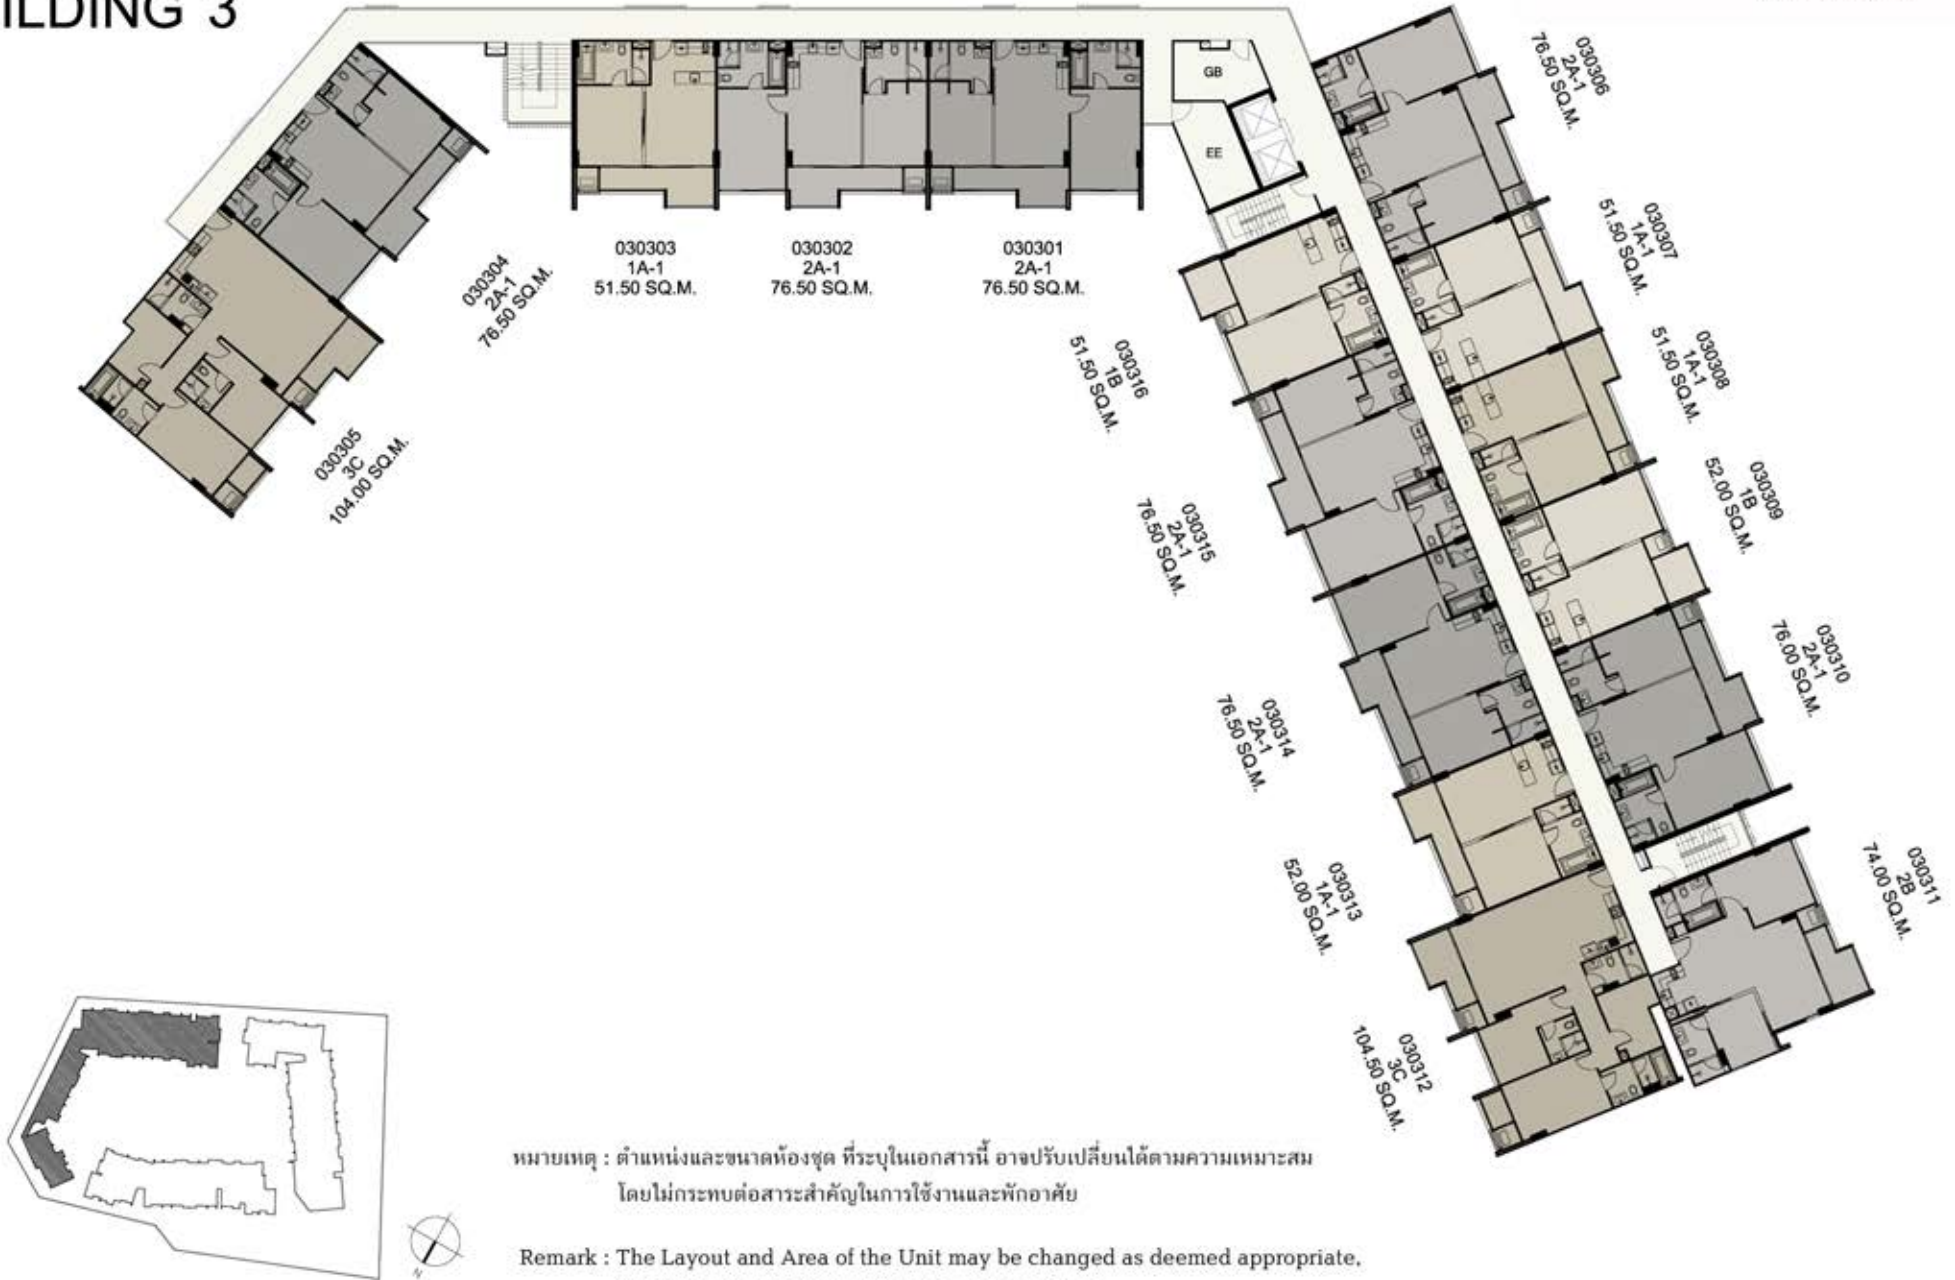 ILDING 3
GB
EE
030306
2A-1
76.50 SQ.M.
030303
1A-1
51.50 SQ.M.
030302
2A-1
76.50 SQ.M.
030301
2A-1
76.50 SQ.M.
030304
2A-1
76.50 SQ.M.
030307
1A-1
51.50 SQ.M.
030308
1A-1
51.50 SQ.M.
030316
1B
51.50 SQ.M.
030305
3C
104.00 SQ.M.
030309
1B
52.00 SQ.M.
030315
2A-1
76.50 SQ.M.
030310
2A-1
76.00 SQ.M.
030314
2A-1
76.50 SQ.M.
030311
2B
74.00 SQ.M.
030313
1A-1
52.00 SQ.M.
030312
3C
104.50 SQ.M.
หมายเหตุ : ตำแหน่งและขนาดห้องชุด ที่ระบุในเอกสารนี้ อาจปรับเปลี่ยนได้ตามความเหมาะสม
โดยไม่กระทบต่อสาระสำคัญในการใช้งานและพักอาศัย
N
Remark : The Layout and Area of the Unit may be changed as deemed appropriate,